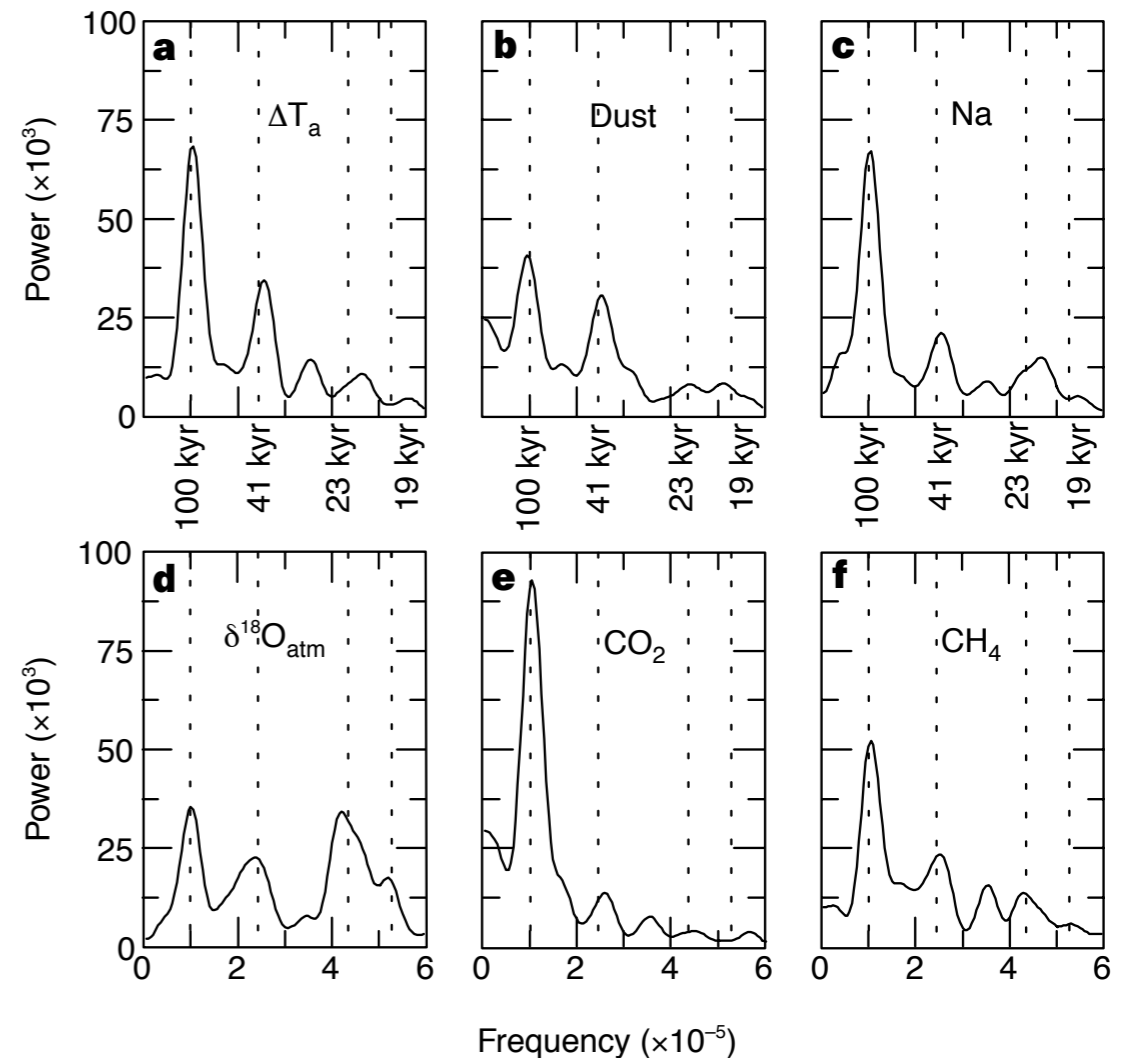 100
75
50
25
0
Power (×10³)
a
ΔTₐ
b
Dust
c
Na
100 kyr
41 kyr
23 kyr
19 kyr
100 kyr
41 kyr
23 kyr
19 kyr
100 kyr
41 kyr
23 kyr
19 kyr
100
75
50
25
0
Power (×10³)
d
δ¹⁸Oatm
e
CO₂
f
CH₄
0 2 4 6
0 2 4 6
0 2 4 6
Frequency (×10⁻⁵)